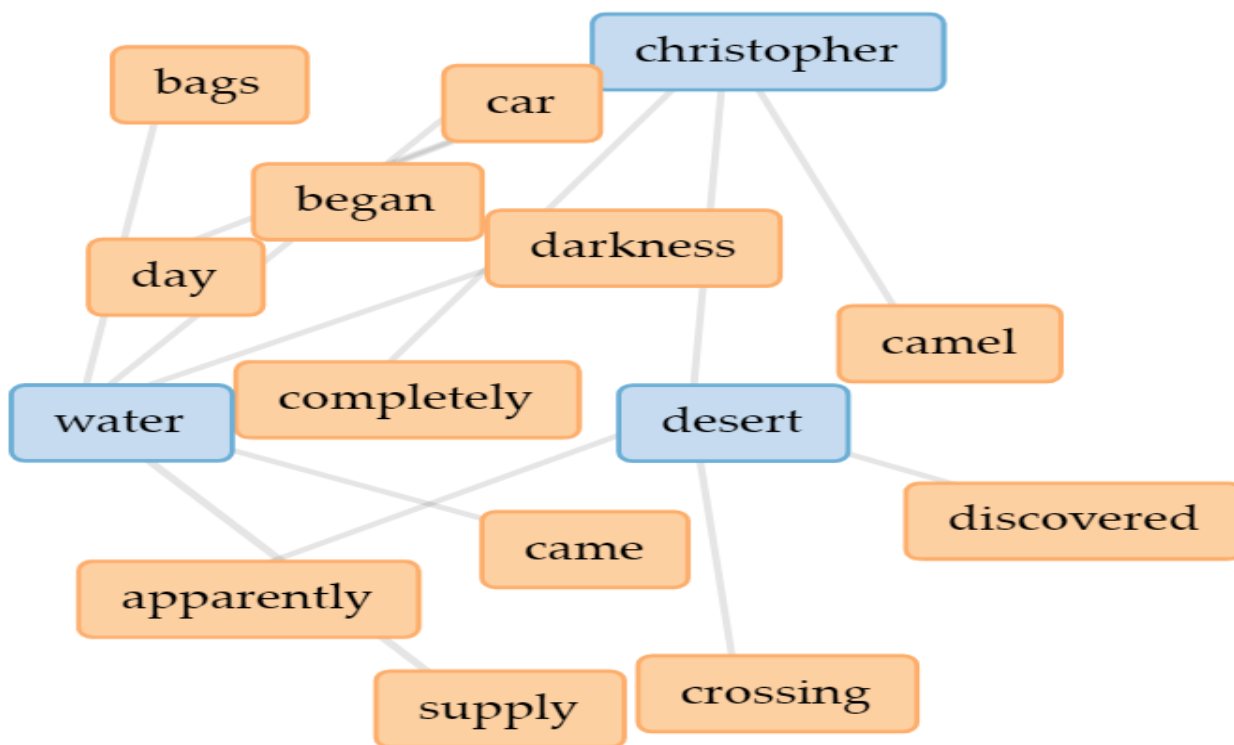 christopher
bags
car
began
darkness
day
camel
completely
water
desert
discovered
came
apparently
crossing
supply